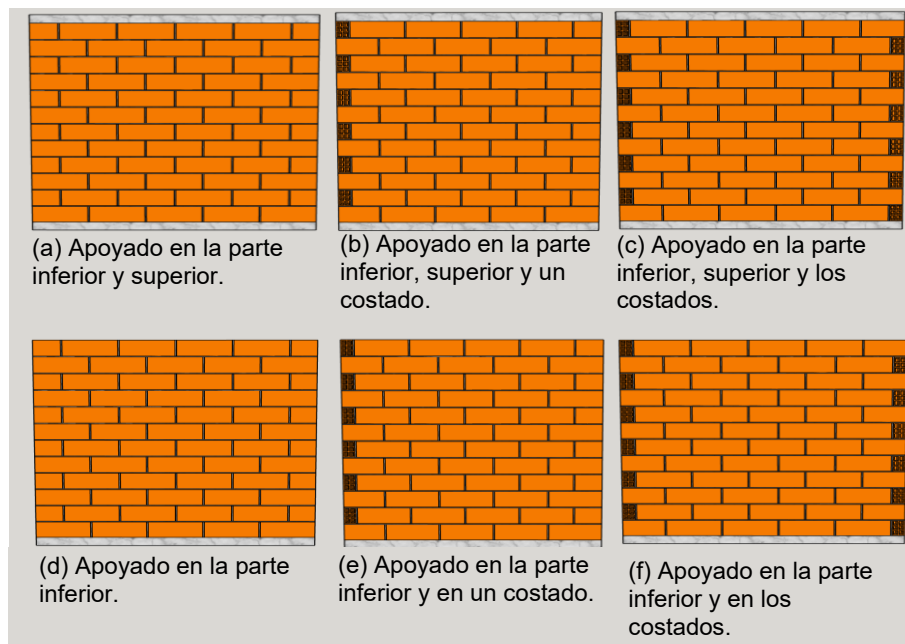 (a) Apoyado en la parte
inferior y superior.
(b) Apoyado en la parte
inferior, superior y un
costado.
(c) Apoyado en la parte
inferior, superior y los
costados.
(d) Apoyado en la parte
inferior.
(e) Apoyado en la parte
inferior y en un costado.
(f) Apoyado en la parte
inferior y en los
costados.